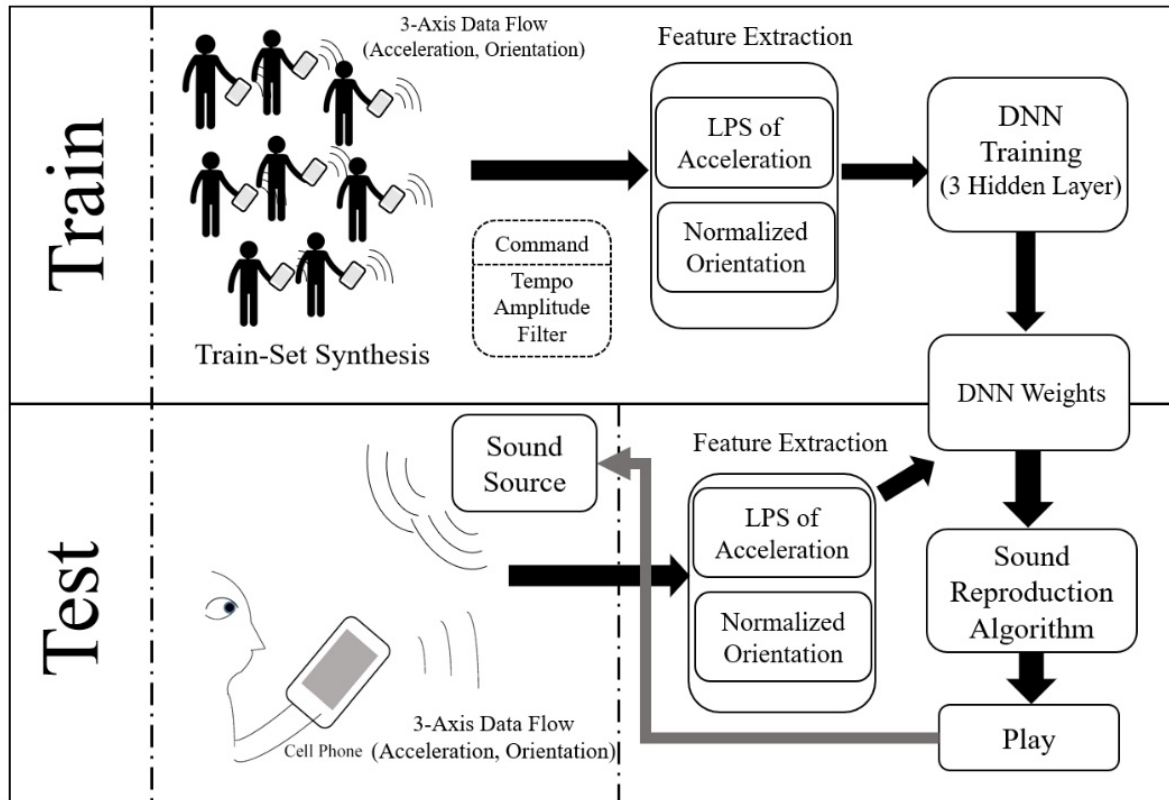 Train
3-Axis Data Flow
(Acceleration, Orientation)
Train-Set Synthesis
Command
Tempo
Amplitude
Filter
Feature Extraction
LPS of
Acceleration
Normalized
Orientation
DNN
Training
(3 Hidden Layer)
DNN Weights
Test
Sound
Source
Cell Phone
3-Axis Data Flow
(Acceleration, Orientation)
Feature Extraction
LPS of
Acceleration
Normalized
Orientation
Sound
Reproduction
Algorithm
Play